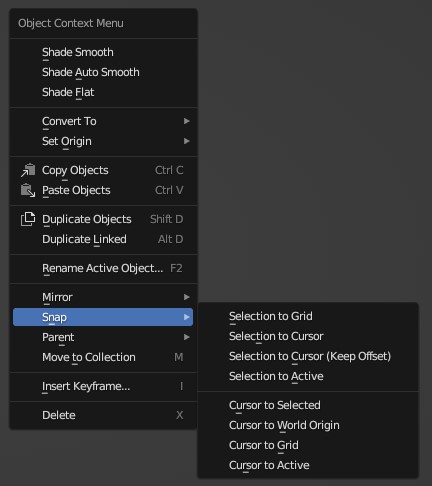 Object Context Menu
Shade Smooth
Shade Auto Smooth
Shade Flat
Convert To
Set Origin
Copy Objects Ctrl C
Paste Objects Ctrl V
Duplicate Objects Shift D
Duplicate Linked Alt D
Rename Active Object... F2
Mirror
Snap
Parent
Move to Collection M
Insert Keyframe... I
Delete X
Selection to Grid
Selection to Cursor
Selection to Cursor (Keep Offset)
Selection to Active
Cursor to Selected
Cursor to World Origin
Cursor to Grid
Cursor to Active